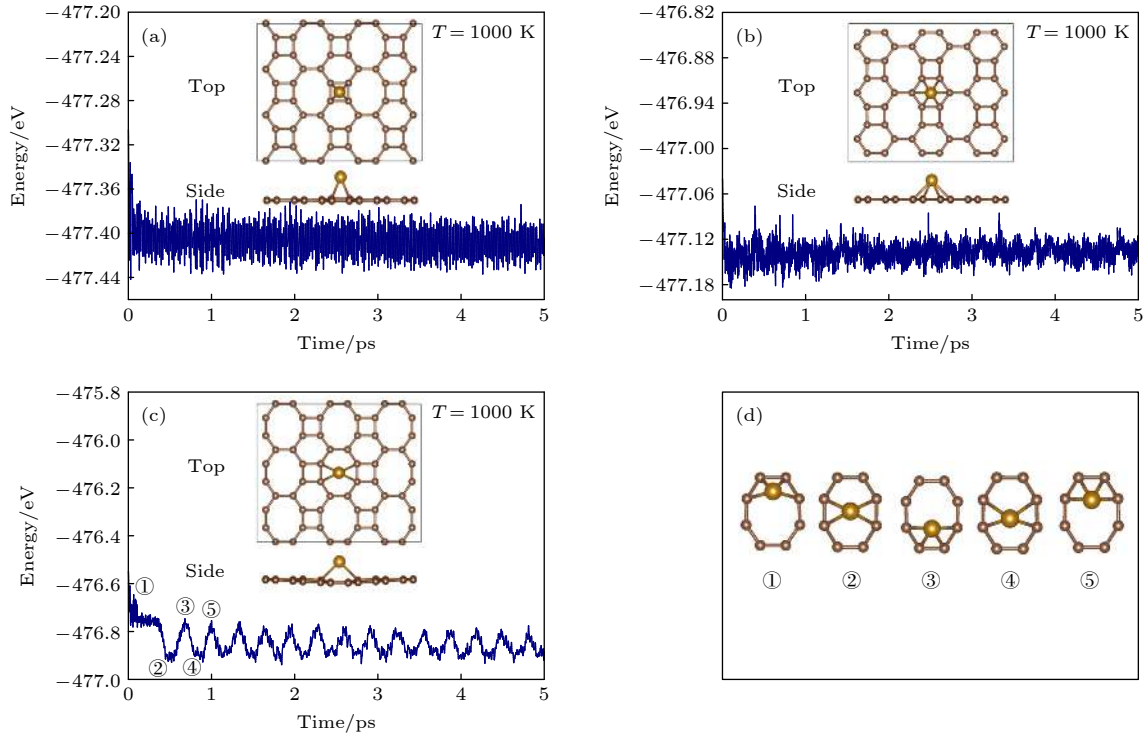 −477.20
−477.24
−477.28
−477.32
−477.36
−477.40
−477.44
Energy/eV
(a)
T = 1000 K
Top
Side
0
1
2
3
4
5
Time/ps
−476.82
−476.88
−476.94
−477.00
−477.06
−477.12
−477.18
Energy/eV
(b)
T = 1000 K
Top
Side
0
1
2
3
4
5
Time/ps
−475.8
−476.0
−476.2
−476.4
−476.6
−476.8
−477.0
Energy/eV
(c)
T = 1000 K
Top
Side
①
②
③
④
⑤
0
1
2
3
4
5
Time/ps
(d)
①
②
③
④
⑤